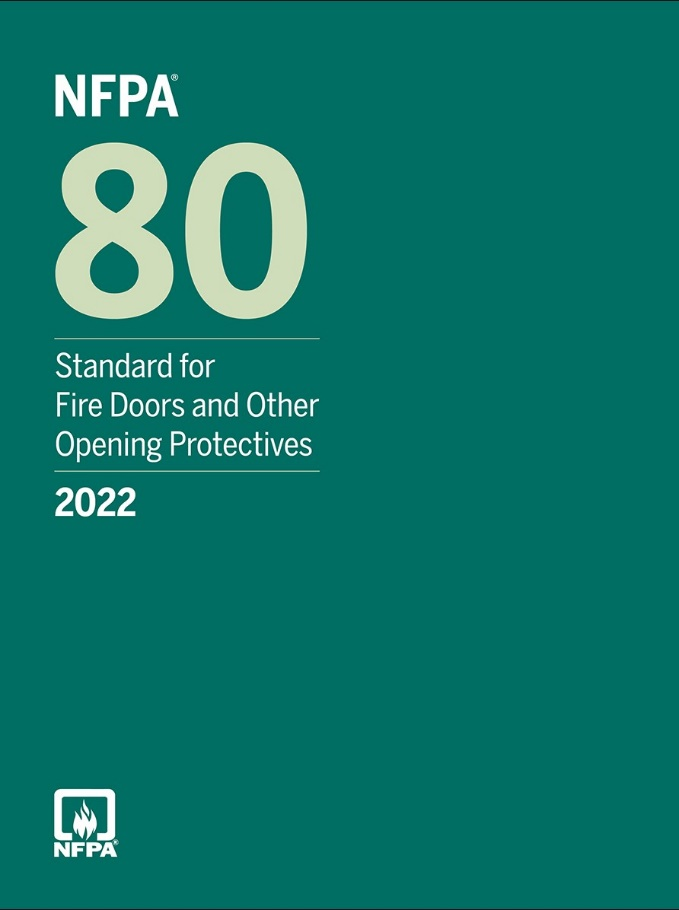 NFPA®
80
Standard for
Fire Doors and Other
Opening Protectives
2022
NFPA®